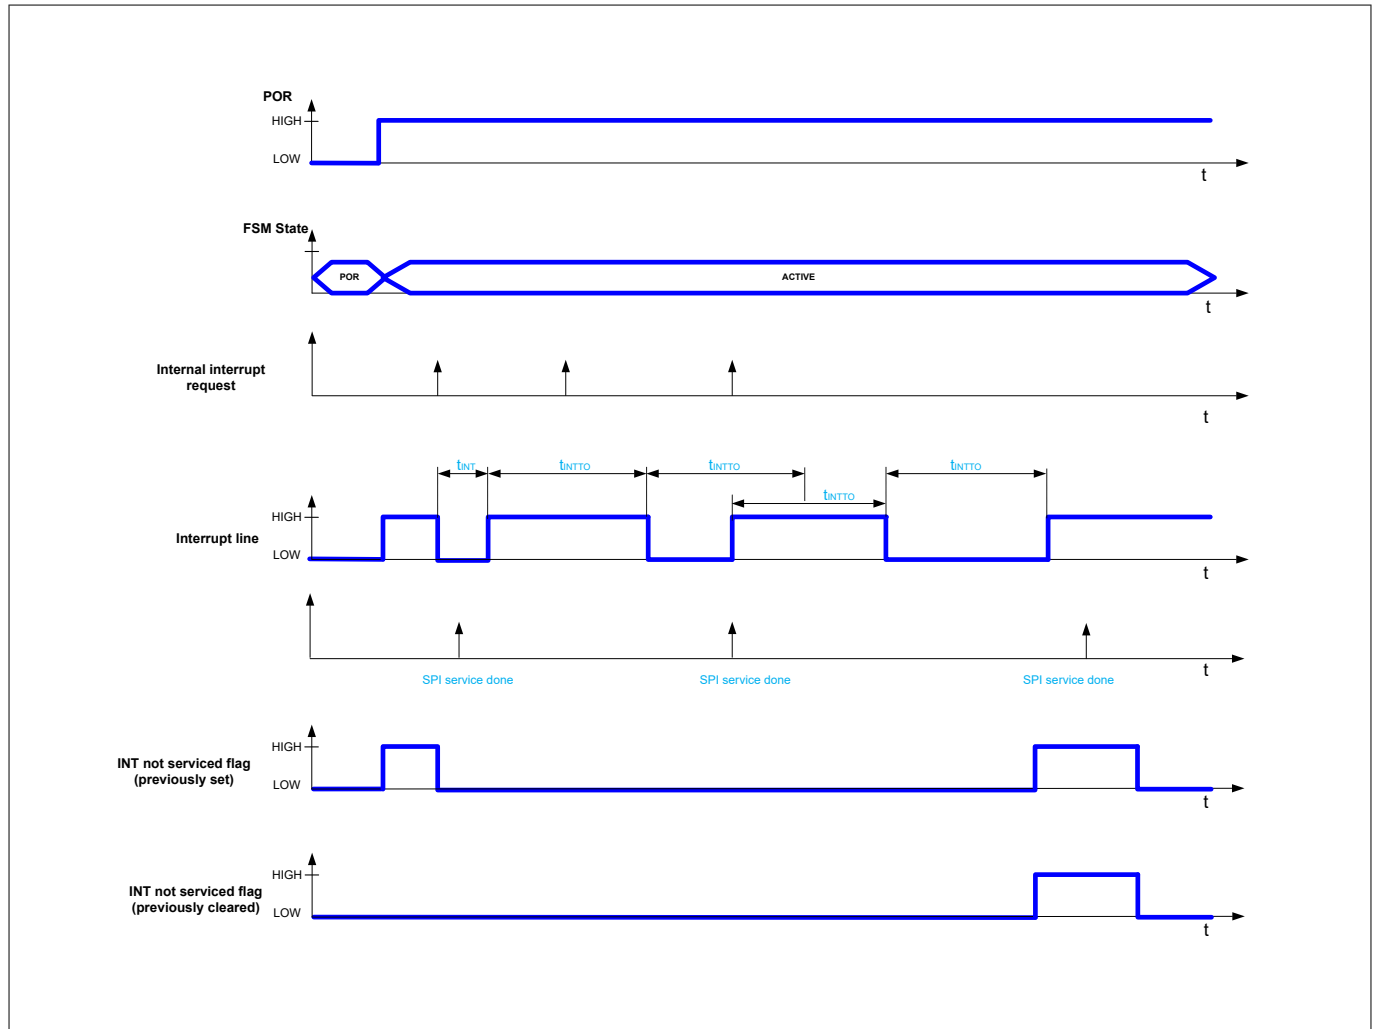 POR
HIGH
LOW
t
FSM State
POR
ACTIVE
t
Internal interrupt
request
t
tINT
tINTTO
tINTTO
tINTTO
tINTTO
HIGH
Interrupt line
LOW
t
SPI service done
SPI service done
SPI service done
t
HIGH
INT not serviced flag
(previously set)
LOW
t
HIGH
INT not serviced flag
(previously cleared)
LOW
t